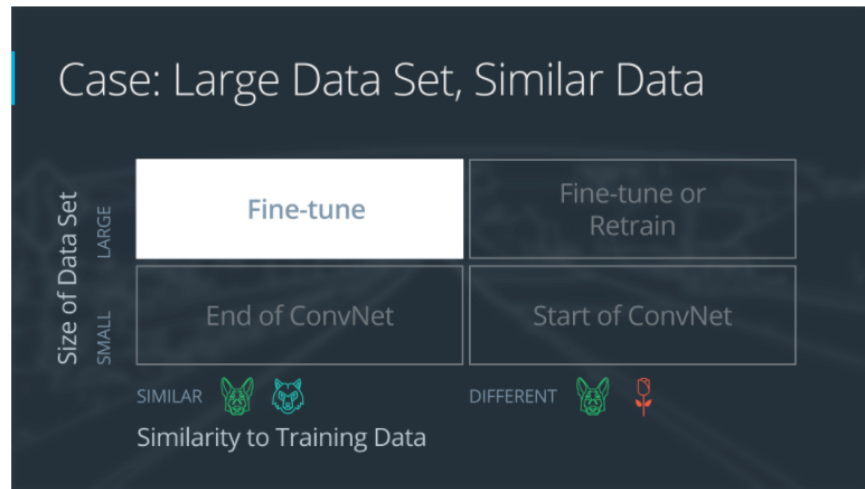 Case: Large Data Set, Similar Data
Size of Data Set
LARGE
SMALL
Fine-tune
Fine-tune or
Retrain
End of ConvNet
Start of ConvNet
SIMILAR
DIFFERENT
Similarity to Training Data